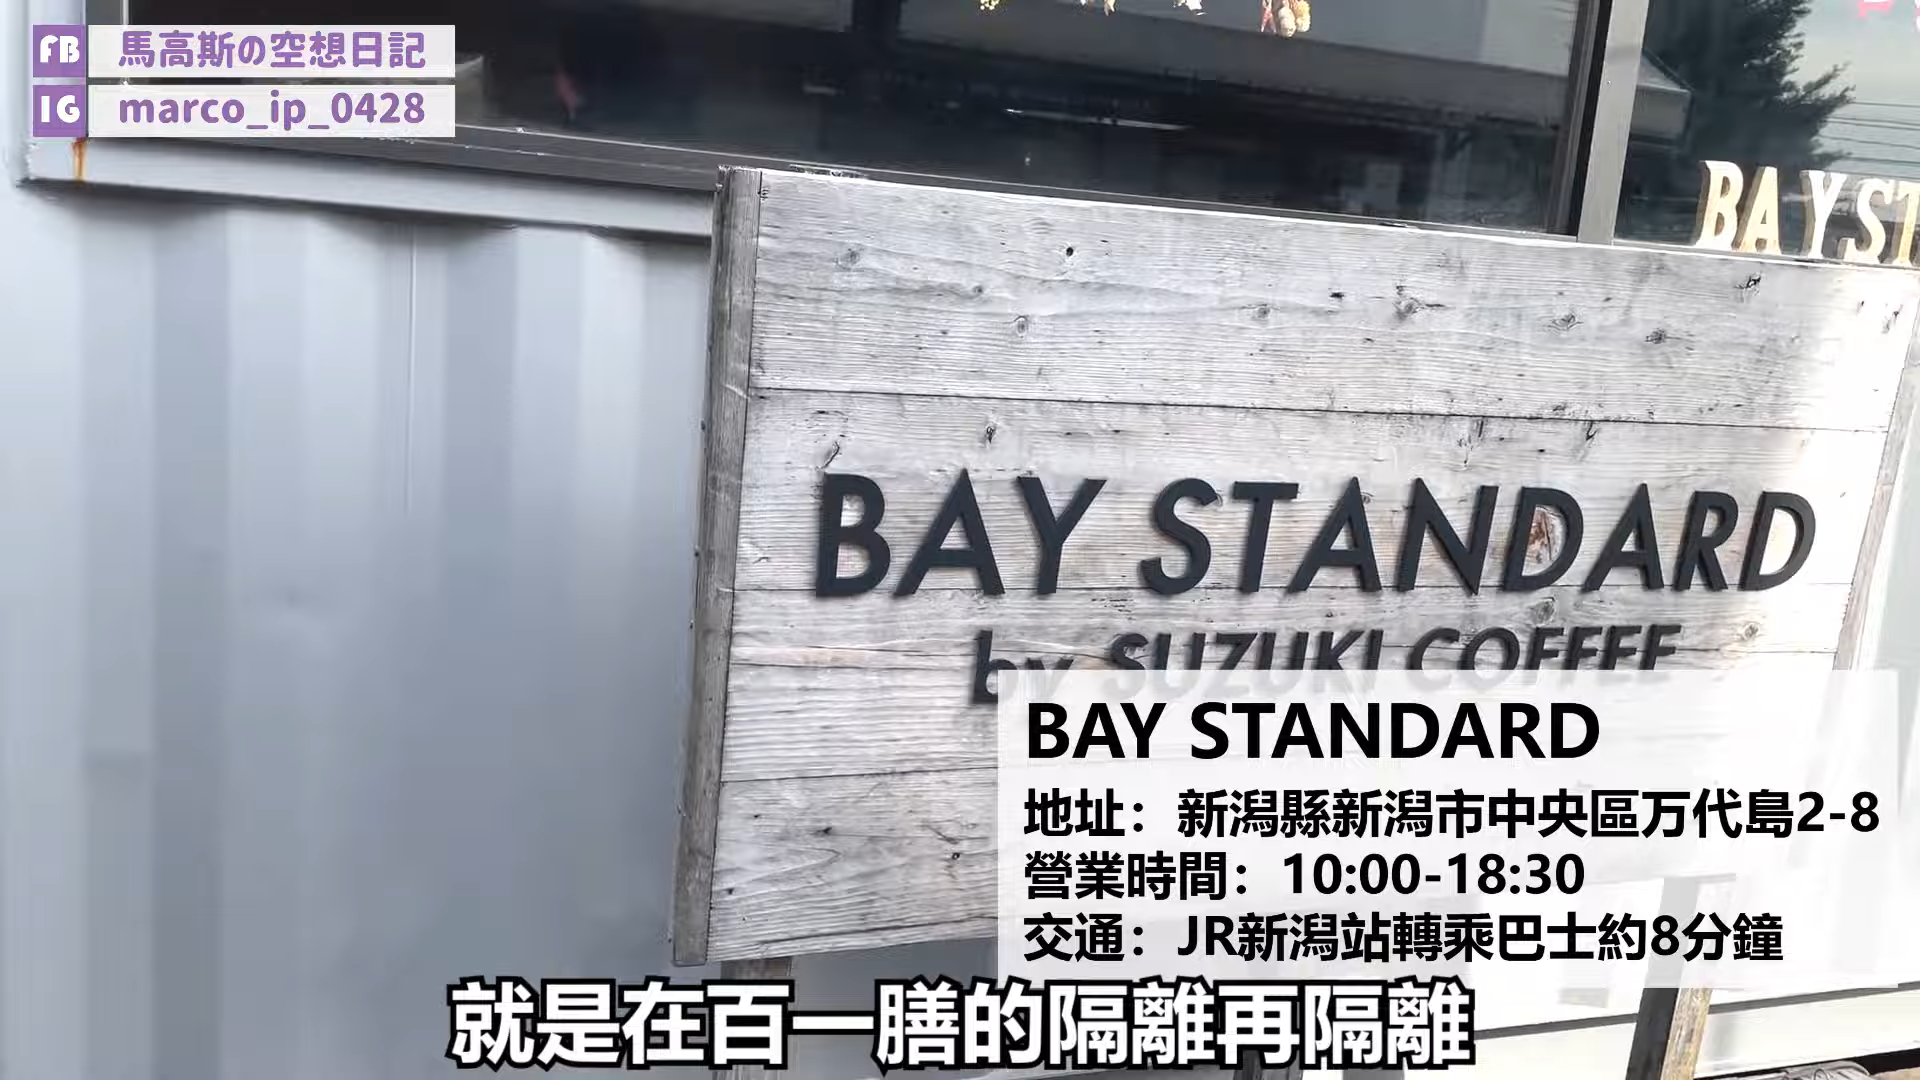 FB 馬高斯の空想日記
IG marco_ip_0428
BAY ST
BAY STANDARD
by SUZUKI COFFEE
BAY STANDARD
地址：新潟縣新潟市中央區万代島2-8
營業時間：10:00-18:30
交通：JR新潟站轉乘巴士約8分鐘
就是在百一膳的隔離再隔離